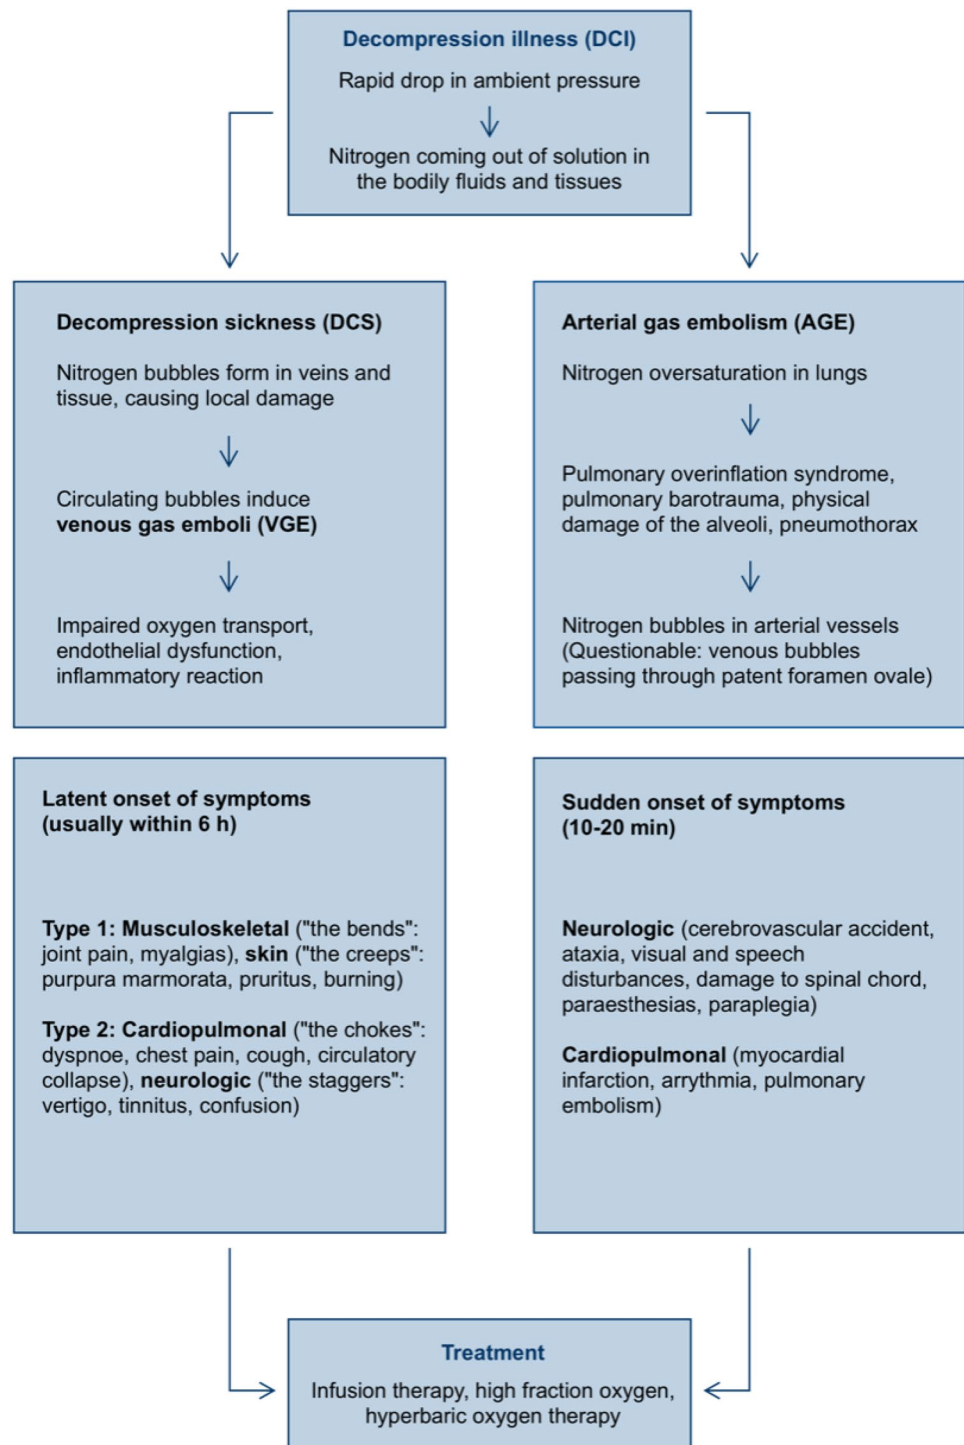 Decompression illness (DCI)
Rapid drop in ambient pressure
Nitrogen coming out of solution in
the bodily fluids and tissues
Decompression sickness (DCS)
Nitrogen bubbles form in veins and
tissue, causing local damage
Circulating bubbles induce
venous gas emboli (VGE)
Impaired oxygen transport,
endothelial dysfunction,
inflammatory reaction
Arterial gas embolism (AGE)
Nitrogen oversaturation in lungs
Pulmonary overinflation syndrome,
pulmonary barotrauma, physical
damage of the alveoli, pneumothorax
Nitrogen bubbles in arterial vessels
(Questionable: venous bubbles
passing through patent foramen ovale)
Latent onset of symptoms
(usually within 6 h)
Type 1: Musculoskeletal ("the bends":
joint pain, myalgias), skin ("the creeps":
purpura marmorata, pruritus, burning)
Type 2: Cardiopulmonal ("the chokes":
dyspnoe, chest pain, cough, circulatory
collapse), neurologic ("the staggers":
vertigo, tinnitus, confusion)
Sudden onset of symptoms
(10-20 min)
Neurologic (cerebrovascular accident,
ataxia, visual and speech
disturbances, damage to spinal chord,
paraesthesias, paraplegia)
Cardiopulmonal (myocardial
infarction, arrythmia, pulmonary
embolism)
Treatment
Infusion therapy, high fraction oxygen,
hyperbaric oxygen therapy